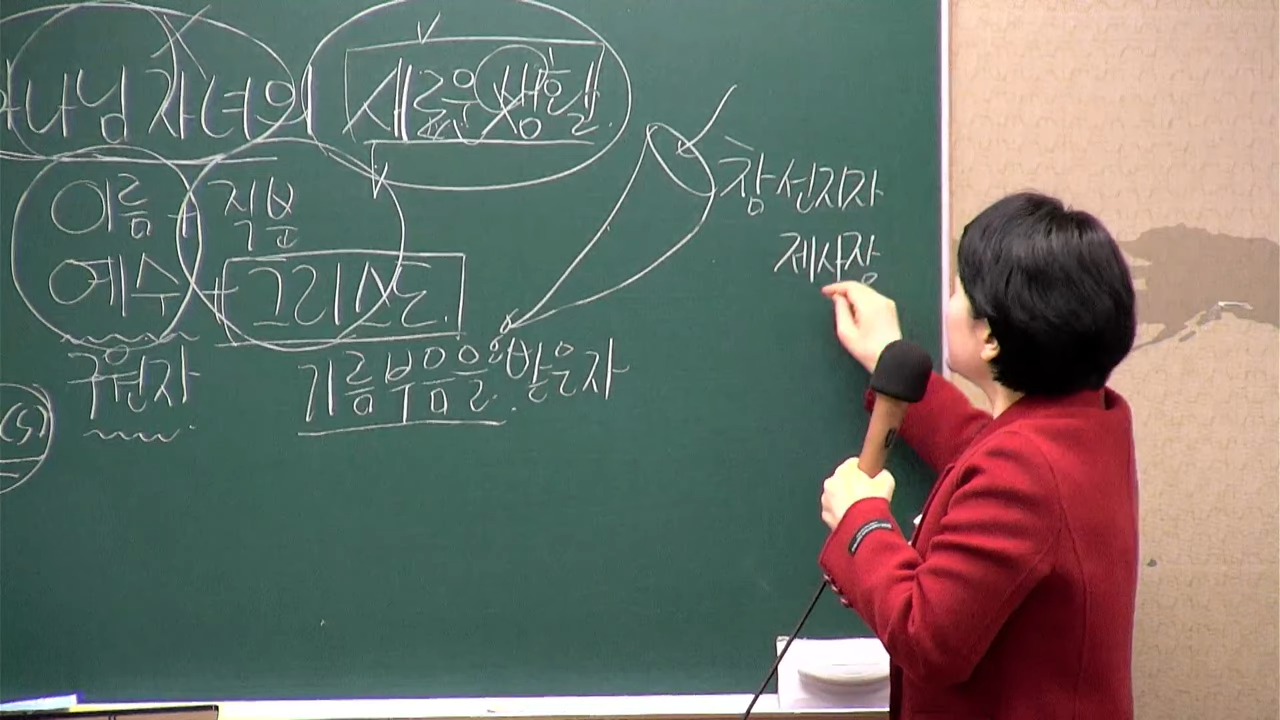 하나님 자녀의 새로운 생활
이름 + 직분
예수 + 그리스도
구원자
기름부음을 받은자
참 선지자
제사장
(5)